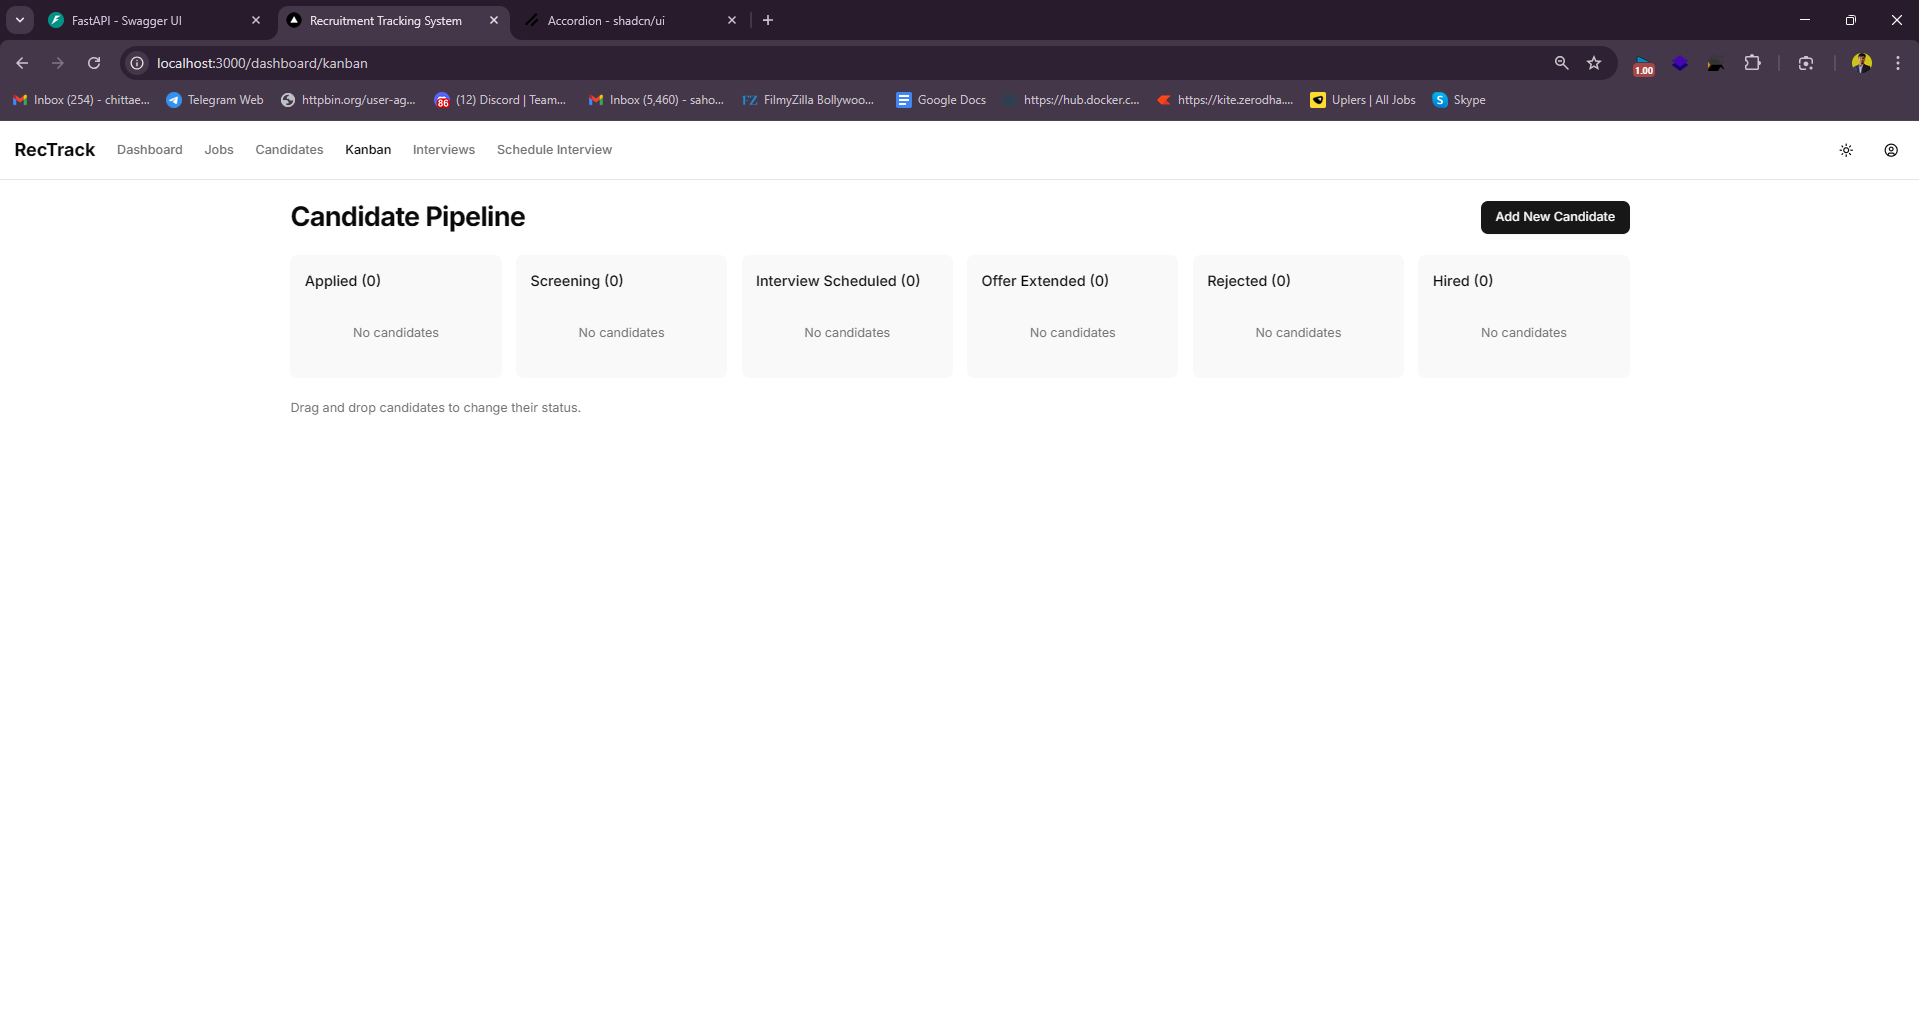 FastAPI - Swagger UI
Recruitment Tracking System
Accordion - shadcn/ui
localhost:3000/dashboard/kanban
1.00
Inbox (254) - chittae...
Telegram Web
httpbin.org/user-ag...
86
(12) Discord | Team...
Inbox (5,460) - saho...
FZ
FilmyZilla Bollywoo...
Google Docs
https://hub.docker.c...
https://kite.zerodha....
Uplers | All Jobs
S
Skype
RecTrack
Dashboard
Jobs
Candidates
Kanban
Interviews
Schedule Interview
Candidate Pipeline
Add New Candidate
Applied (0)
No candidates
Screening (0)
No candidates
Interview Scheduled (0)
No candidates
Offer Extended (0)
No candidates
Rejected (0)
No candidates
Hired (0)
No candidates
Drag and drop candidates to change their status.